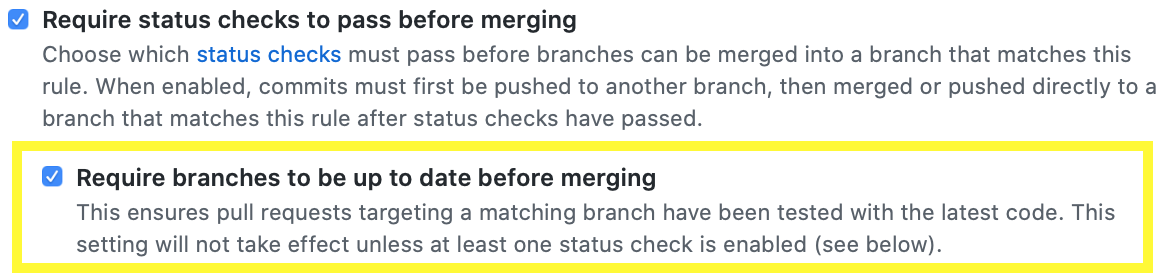 Require status checks to pass before merging
Choose which status checks must pass before branches can be merged into a branch that matches this
rule. When enabled, commits must first be pushed to another branch, then merged or pushed directly to a
branch that matches this rule after status checks have passed.
Require branches to be up to date before merging
This ensures pull requests targeting a matching branch have been tested with the latest code. This
setting will not take effect unless at least one status check is enabled (see below).